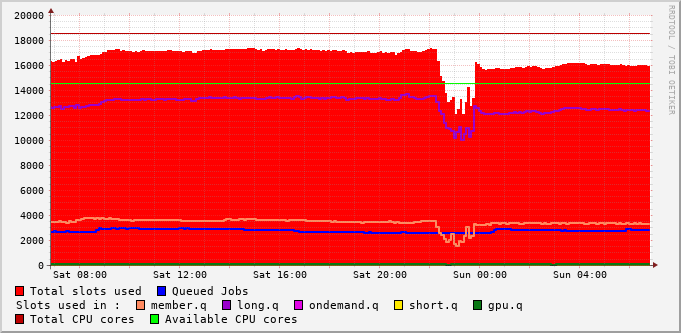 20000
18000
16000
14000
12000
10000
8000
6000
4000
2000
0
Sat 08:00 Sat 12:00 Sat 16:00 Sat 20:00 Sun 00:00 Sun 04:00
Total slots used Queued Jobs
Slots used in : member.q long.q ondemand.q short.q gpu.q
Total CPU cores Available CPU cores
RRDTOOL / TOBI OETIKER